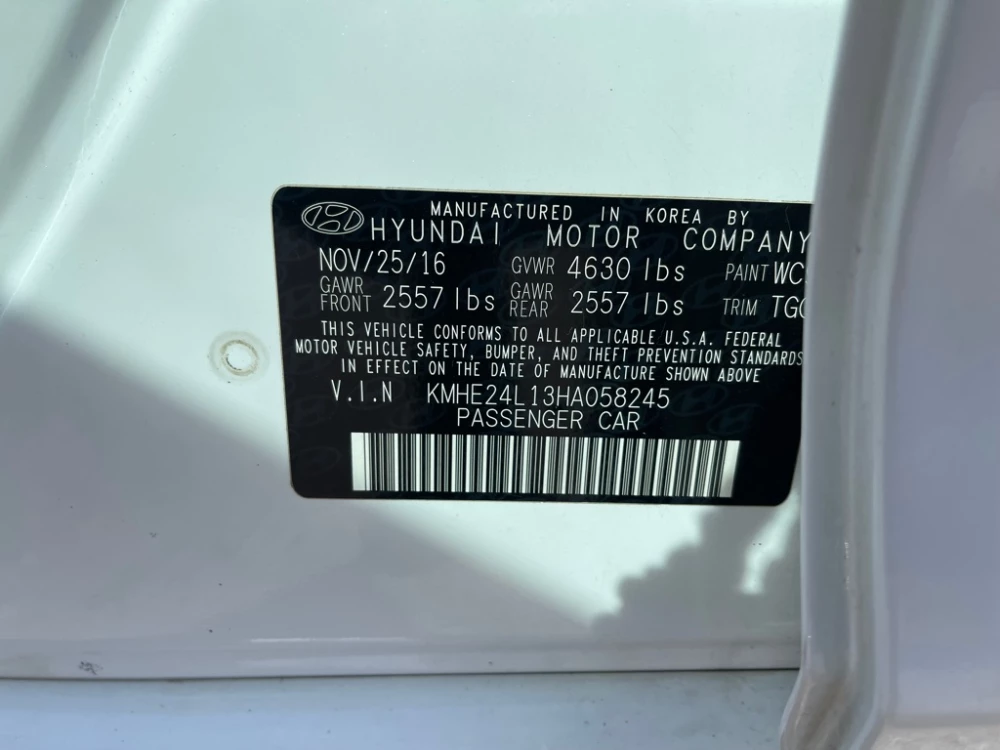 MANUFACTURED IN KOREA BY
HYUNDAI MOTOR COMPANY
NOV/25/16 GVWR 4630 lbs PAINT WC
GAWR FRONT 2557 lbs GAWR REAR 2557 lbs TRIM TG
THIS VEHICLE CONFORMS TO ALL APPLICABLE U.S.A. FEDERAL
MOTOR VEHICLE SAFETY, BUMPER, AND THEFT PREVENTION STANDARDS
IN EFFECT ON THE DATE OF MANUFACTURE SHOWN ABOVE
V.I.N KMHE24L13HA058245
PASSENGER CAR